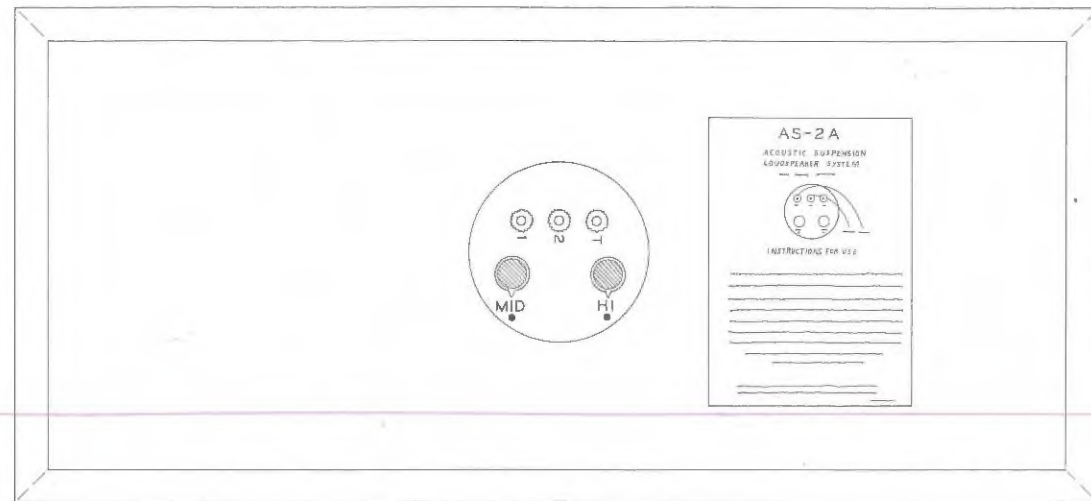 AS-2A
ACOUSTIC SUSPENSION
LOUDSPEAKER SYSTEM
1 2 T
INSTRUCTIONS FOR USE
MID HI